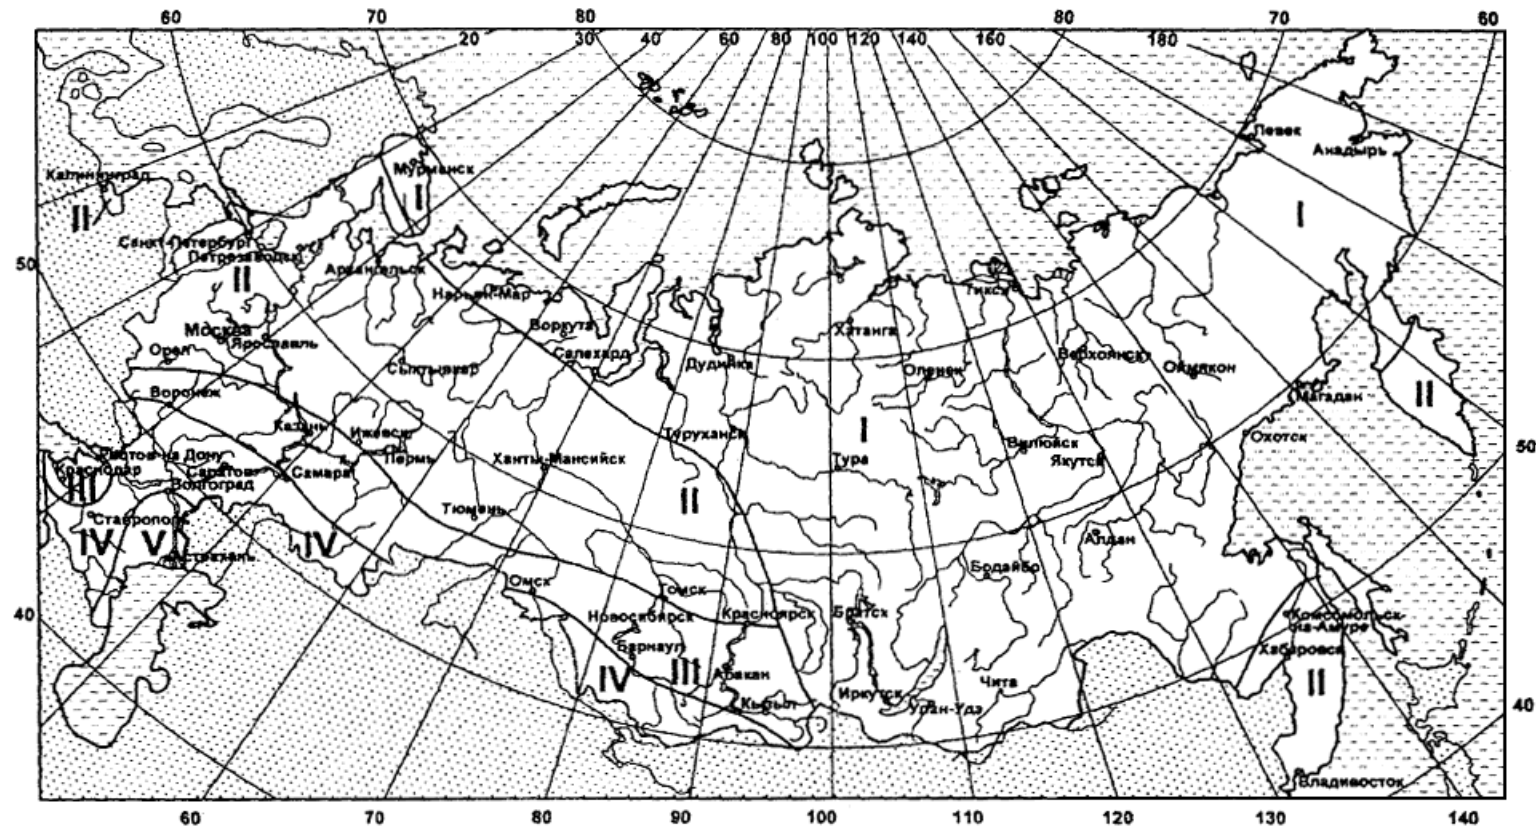 60 70 80 80 70 60
20 30 40 60 80 100 120 140 160 180
Певек
Анадырь
Мурманск
Калининград
I
II
I
Санкт-Петербург
Петрозаводск
50
Архангельск
II
Нарьян-Мар
Тикси
Воркута
Хатанга
Москва
Ярославль
Орел
Салехард
Дудинка
Верхоянск
Сыктывкар
Оленек
Оймякон
Воронеж
II
Магадан
Казань
Ижевск
Туруханск
I
Охотск
Вилюйск
50
Ростов-на-Дону
Пермь
Ханты-Мансийск
Тура
Якутск
Краснодар
Саратов
Самара
Волгоград
III
II
Тюмень
Ставрополь
IV
V
IV
Алдан
Астрахань
Бодайбо
Омск
Томск
40
Новосибирск
Красноярск
Братск
Комсомольск-
на-Амуре
Барнаул
Хабаровск
IV
III
Абакан
Чита
II
Иркутск
Кызыл
Улан-Удэ
40
Владивосток
60 70 80 90 100 110 120 130 140